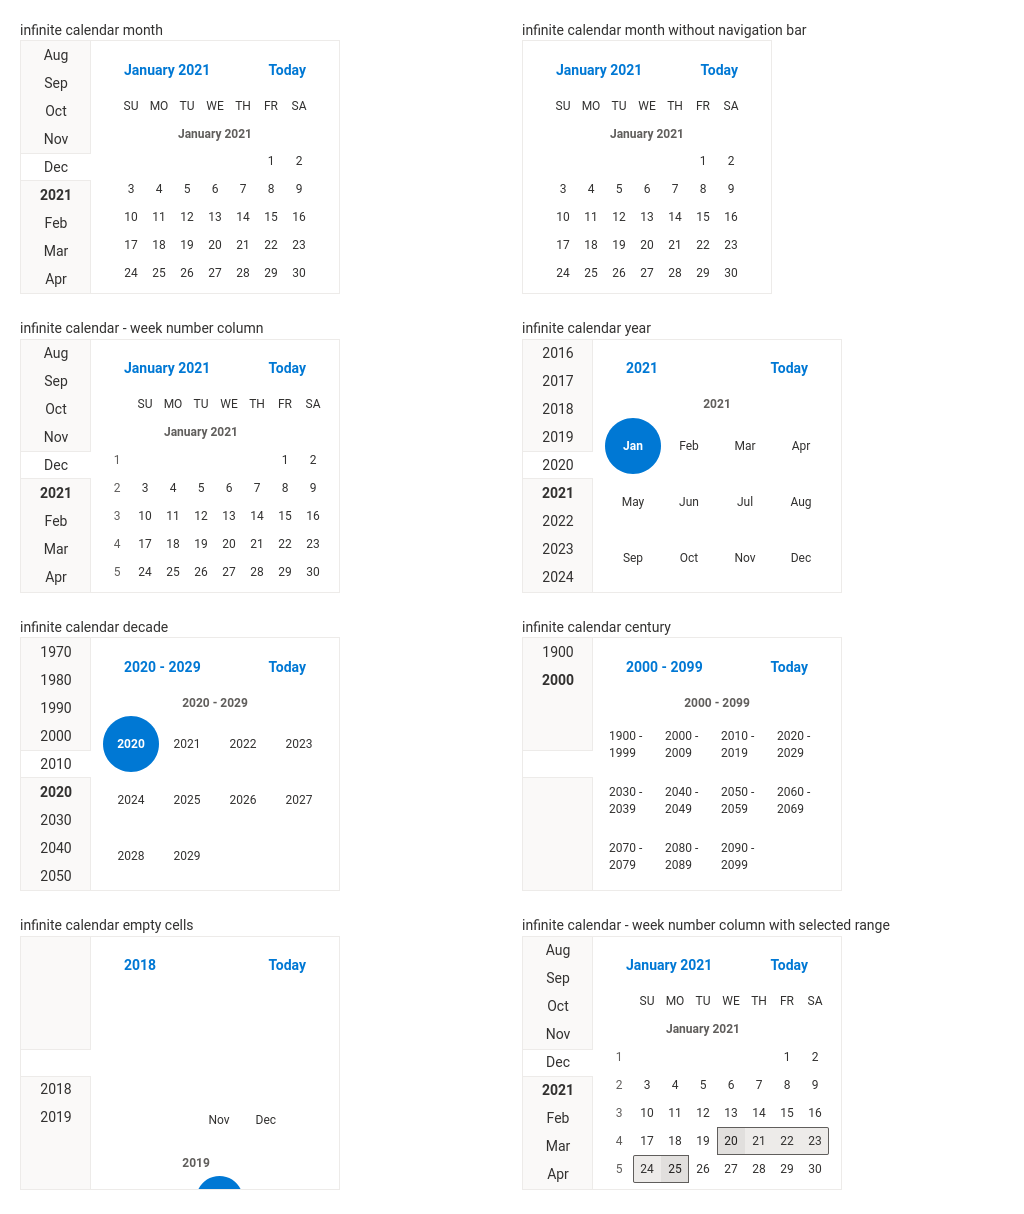 infinite calendar month
Aug
Sep
Oct
Nov
Dec
2021
Feb
Mar
Apr
January 2021 Today
SU MO TU WE TH FR SA
January 2021
1 2
3 4 5 6 7 8 9
10 11 12 13 14 15 16
17 18 19 20 21 22 23
24 25 26 27 28 29 30
infinite calendar month without navigation bar
January 2021 Today
SU MO TU WE TH FR SA
January 2021
1 2
3 4 5 6 7 8 9
10 11 12 13 14 15 16
17 18 19 20 21 22 23
24 25 26 27 28 29 30
infinite calendar - week number column
Aug
Sep
Oct
Nov
Dec
2021
Feb
Mar
Apr
January 2021 Today
SU MO TU WE TH FR SA
January 2021
1 1 2
2 3 4 5 6 7 8 9
3 10 11 12 13 14 15 16
4 17 18 19 20 21 22 23
5 24 25 26 27 28 29 30
infinite calendar year
2016
2017
2018
2019
2020
2021
2022
2023
2024
2021 Today
2021
Jan Feb Mar Apr
May Jun Jul Aug
Sep Oct Nov Dec
infinite calendar decade
1970
1980
1990
2000
2010
2020
2030
2040
2050
2020 - 2029 Today
2020 - 2029
2020 2021 2022 2023
2024 2025 2026 2027
2028 2029
infinite calendar century
1900
2000
2000 - 2099 Today
2000 - 2099
1900 - 2000 - 2010 - 2020 -
1999 2009 2019 2029
2030 - 2040 - 2050 - 2060 -
2039 2049 2059 2069
2070 - 2080 - 2090 -
2079 2089 2099
infinite calendar empty cells
2018
2019
2018 Today
Nov Dec
2019
infinite calendar - week number column with selected range
Aug
Sep
Oct
Nov
Dec
2021
Feb
Mar
Apr
January 2021 Today
SU MO TU WE TH FR SA
January 2021
1 1 2
2 3 4 5 6 7 8 9
3 10 11 12 13 14 15 16
4 17 18 19 20 21 22 23
5 24 25 26 27 28 29 30